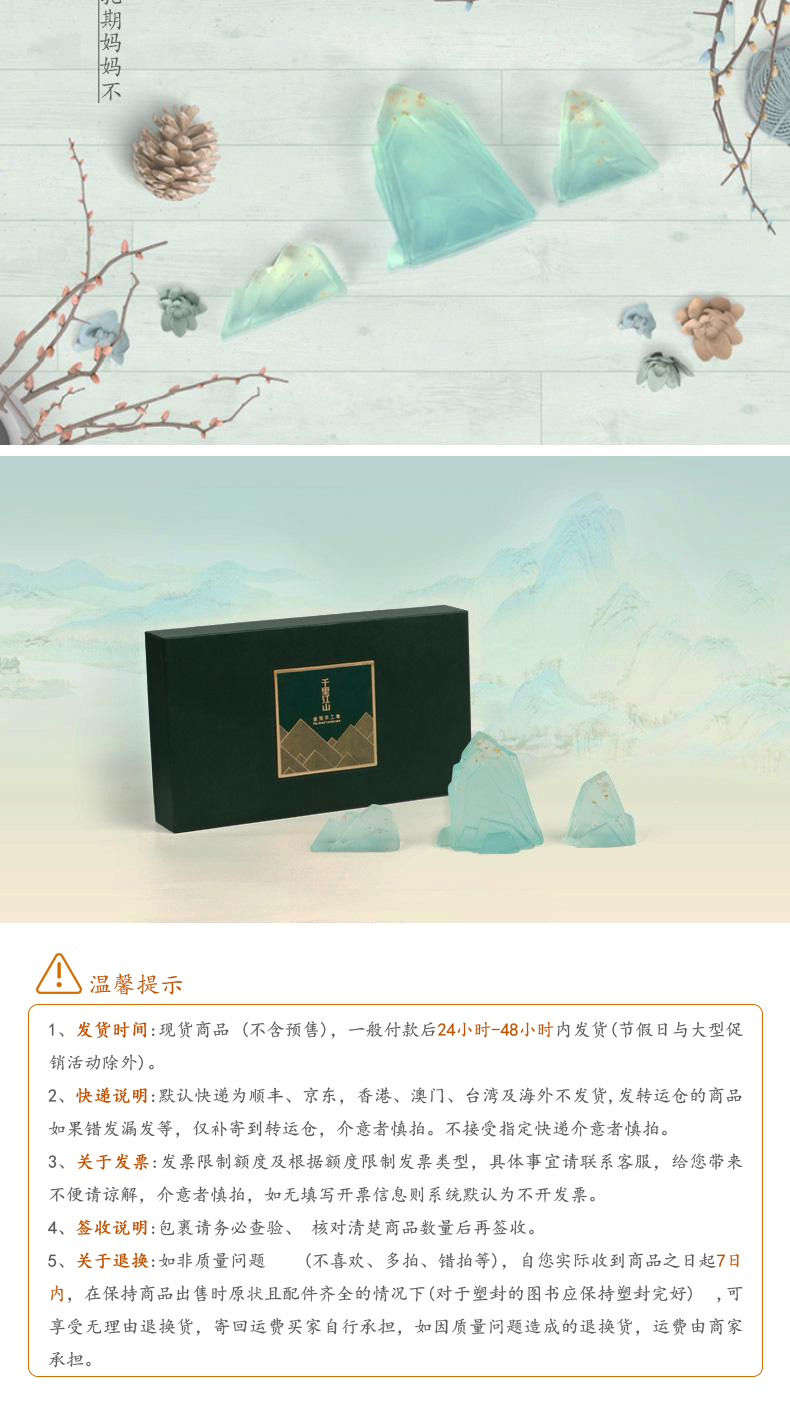 期妈妈不
千里江山
温馨提示
1、发货时间:现货商品 (不含预售)，一般付款后24小时-48小时内发货(节假日与大型促
销活动除外)。
2、快递说明:默认快递为顺丰、京东，香港、澳门、台湾及海外不发货,发转运仓的商品
如果错发漏发等，仅补寄到转运仓，介意者慎拍。不接受指定快递介意者慎拍。
3、关于发票:发票限制额度及根据额度限制发票类型，具体事宜请联系客服，给您带来
不便请谅解，介意者慎拍，如无填写开票信息则系统默认为不开发票。
4、签收说明:包裹请务必查验、 核对清楚商品数量后再签收。
5、关于退换:如非质量问题 (不喜欢、多拍、错拍等)，自您实际收到商品之日起7日
内，在保持商品出售时原状且配件齐全的情况下(对于塑封的图书应保持塑封完好) ,可
享受无理由退换货，寄回运费买家自行承担，如因质量问题造成的退换货，运费由商家
承担。